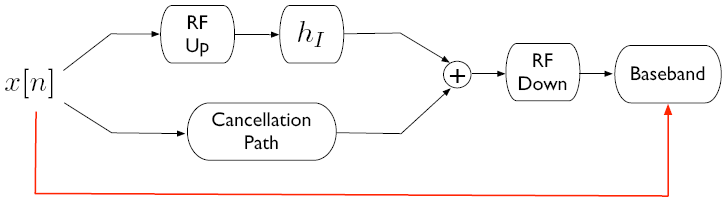 x[n]
RF
Up
h_I
Cancellation
Path
+
RF
Down
Baseband